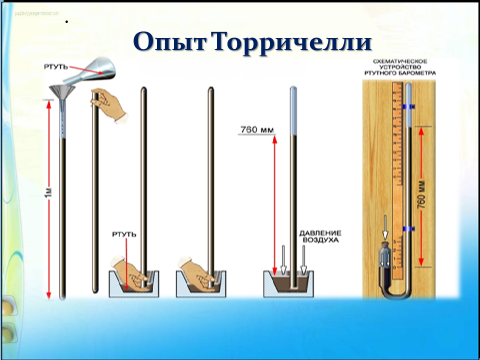 Опыт Торричелли
РТУТЬ
1м
РТУТЬ
760 мм
ДАВЛЕНИЕ
ВОЗДУХА
СХЕМАТИЧЕСКОЕ
УСТРОЙСТВО
РТУТНОГО БАРОМЕТРА
760 мм